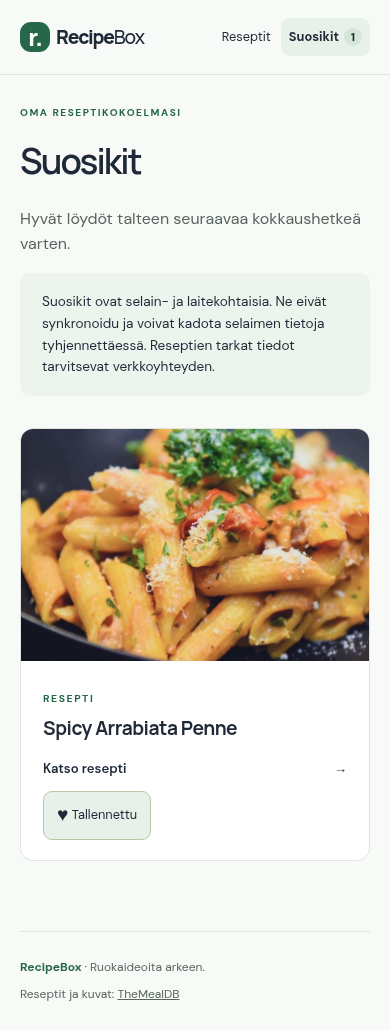 r. RecipeBox Reseptit Suosikit 1
OMA RESEPTIKOKOELMASI
Suosikit
Hyvät löydöt talteen seuraavaa kokkaushetkeä
varten.
Suosikit ovat selain- ja laitekohtaisia. Ne eivät
synkronoidu ja voivat kadota selaimen tietoja
tyhjennettäessä. Reseptien tarkat tiedot
tarvitsevat verkkoyhteyden.
RESEPTI
Spicy Arrabiata Penne
Katso resepti →
♥ Tallennettu
RecipeBox · Ruokaideoita arkeen.
Reseptit ja kuvat: TheMealDB